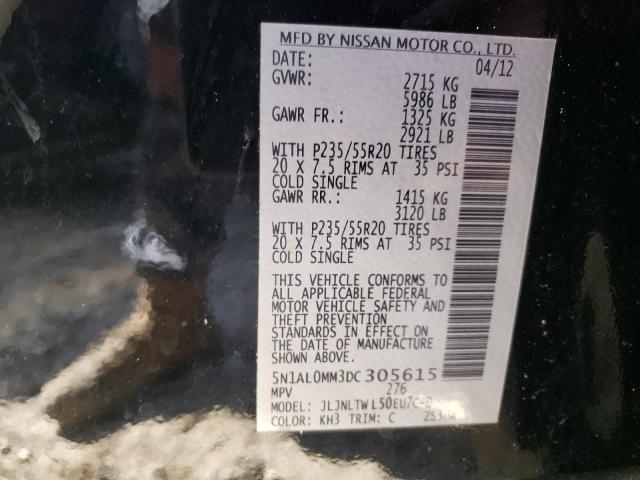 MFD BY NISSAN MOTOR CO., LTD.
DATE: 04/12
GVWR: 2715 KG
5986 LB
GAWR FR.: 1325 KG
2921 LB
WITH P235/55R20 TIRES
20 X 7.5 RIMS AT 35 PSI
COLD SINGLE
GAWR RR.: 1415 KG
3120 LB
WITH P235/55R20 TIRES
20 X 7.5 RIMS AT 35 PSI
COLD SINGLE
THIS VEHICLE CONFORMS TO
ALL APPLICABLE FEDERAL
MOTOR VEHICLE SAFETY AND
THEFT PREVENTION
STANDARDS IN EFFECT ON
THE DATE OF MANUFACTURE
SHOWN ABOVE.
5N1AL0MM3DC 305615
MPV 276
MODEL: JLJNLTW
COLOR: KH3 TRIM: C